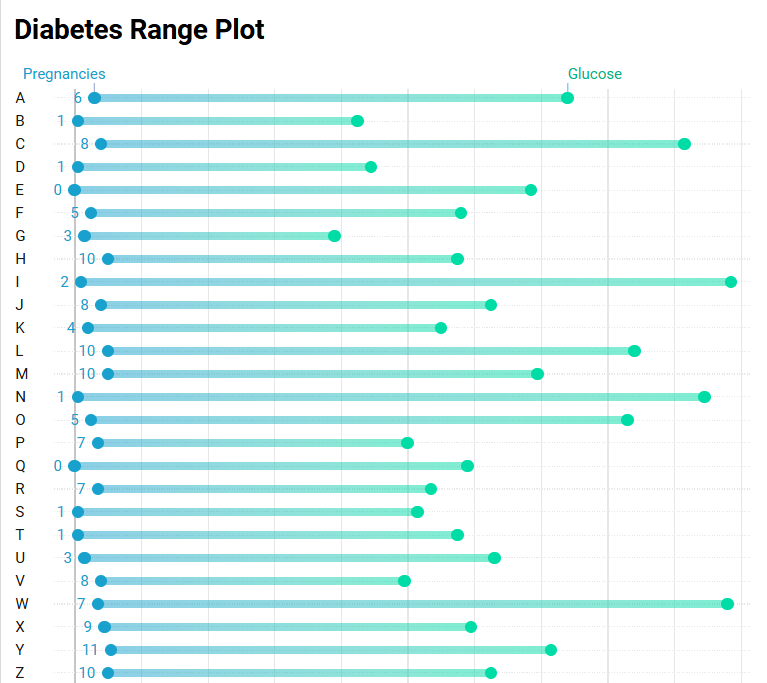 Diabetes Range Plot
Pregnancies Glucose
A 6
B 1
C 8
D 1
E 0
F 5
G 3
H 10
I 2
J 8
K 4
L 10
M 10
N 1
O 5
P 7
Q 0
R 7
S 1
T 1
U 3
V 8
W 7
X 9
Y 11
Z 10